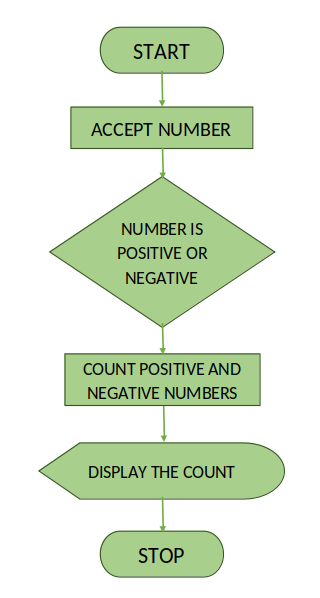 START
ACCEPT NUMBER
NUMBER IS
POSITIVE OR
NEGATIVE
COUNT POSITIVE AND
NEGATIVE NUMBERS
DISPLAY THE COUNT
STOP